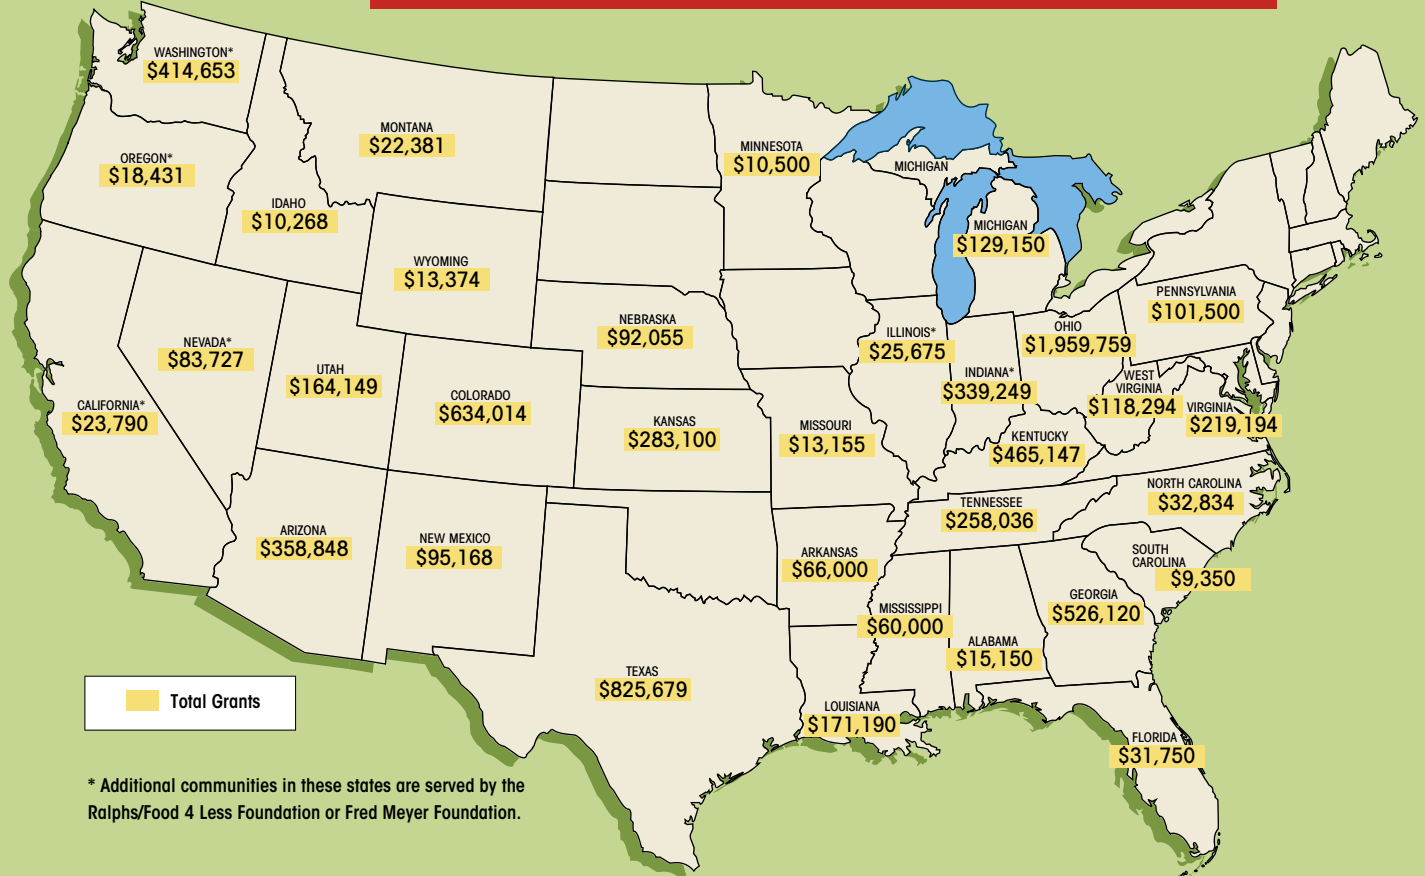 WASHINGTON*
$414,653
MONTANA
$22,381
OREGON*
$18,431
IDAHO
$10,268
WYOMING
$13,374
MINNESOTA
$10,500
MICHIGAN
MICHIGAN
$129,150
NEBRASKA
$92,055
NEVADA*
$83,727
UTAH
$164,149
COLORADO
$634,014
CALIFORNIA*
$23,790
KANSAS
$283,100
MISSOURI
$13,155
ILLINOIS*
$25,675
INDIANA*
$339,249
OHIO
$1,959,759
PENNSYLVANIA
$101,500
WEST
VIRGINIA
$118,294
VIRGINIA
$219,194
KENTUCKY
$465,147
NORTH CAROLINA
$32,834
TENNESSEE
$258,036
ARIZONA
$358,848
NEW MEXICO
$95,168
ARKANSAS
$66,000
SOUTH
CAROLINA
$9,350
GEORGIA
$526,120
MISSISSIPPI
$60,000
ALABAMA
$15,150
TEXAS
$825,679
LOUISIANA
$171,190
FLORIDA
$31,750
Total Grants
* Additional communities in these states are served by the
Ralphs/Food 4 Less Foundation or Fred Meyer Foundation.